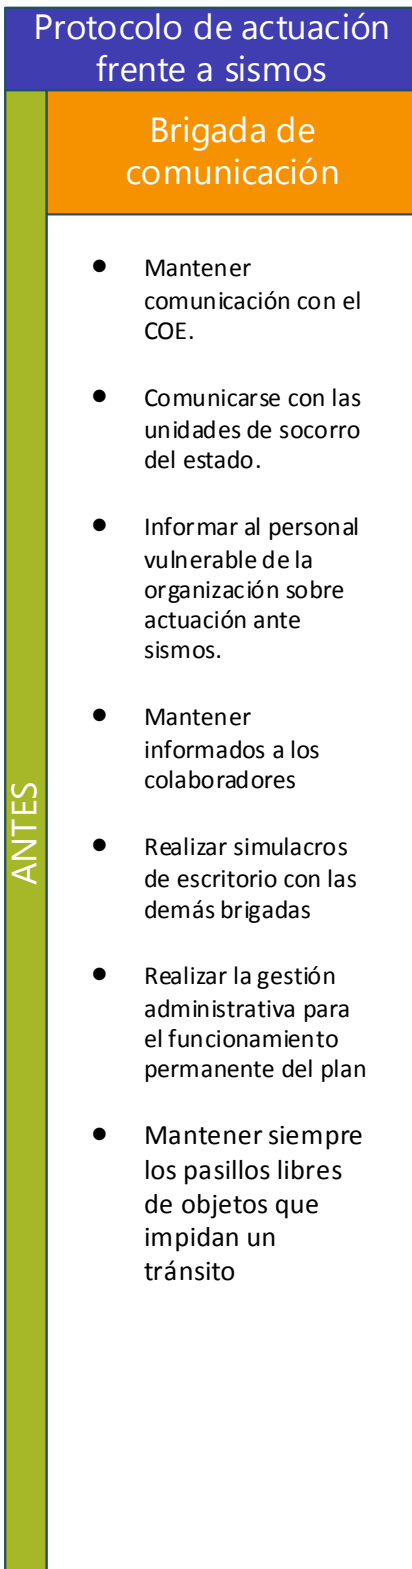 Protocolo de actuación
frente a sismos
Brigada de
comunicación
ANTES
● Mantener
comunicación con el
COE.
● Comunicarse con las
unidades de socorro
del estado.
● Informar al personal
vulnerable de la
organización sobre
actuación ante
sismos.
● Mantener
informados a los
colaboradores
● Realizar simulacros
de escritorio con las
demás brigadas
● Realizar la gestión
administrativa para
el funcionamiento
permanente del plan
● Mantener siempre
los pasillos libres
de objetos que
impidan un
tránsito